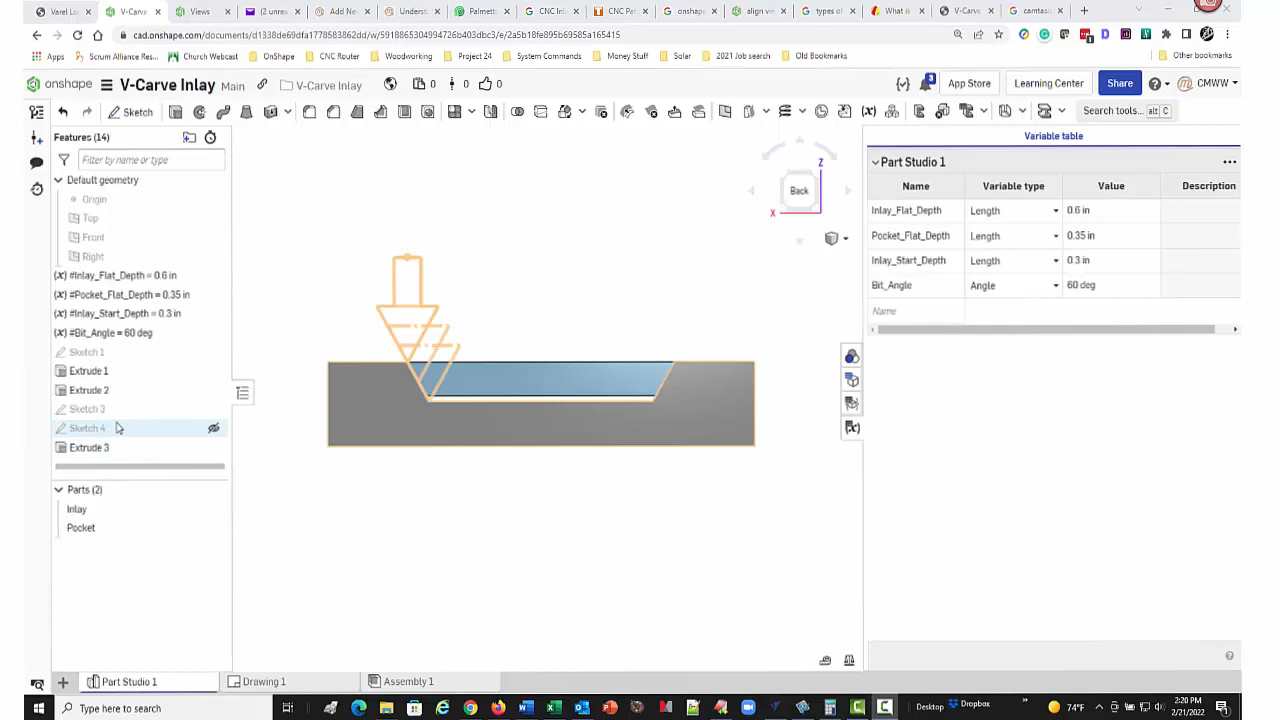 Varel Lo
V-Carve
Views
(2 unre
Add Ne
Underst
Palmett
CNC Inl
CNC Pat
onshap
align vie
types of
What is
V-Carve
camtasi
cad.onshape.com/documents/d1338de69dfa1778583862dd/w/5918865304994726b403dbc3/e/2a5b18fe895b69585a165415
Apps
Scrum Alliance Res...
Church Webcast
OnShape
CNC Router
Woodworking
Project 24
System Commands
Money Stuff
Solar
2021 Job search
Old Bookmarks
Other bookmarks
onshape
V-Carve Inlay Main
V-Carve Inlay
0
0
0
3
App Store
Learning Center
Share
CMWW
Sketch
Search tools... alt C
Features (14)
Filter by name or type
Default geometry
Origin
Top
Front
Right
(x) #Inlay_Flat_Depth = 0.6 in
(x) #Pocket_Flat_Depth = 0.35 in
(x) #Inlay_Start_Depth = 0.3 in
(x) #Bit_Angle = 60 deg
Sketch 1
Extrude 1
Extrude 2
Sketch 3
Sketch 4
Extrude 3
Parts (2)
Inlay
Pocket
Z
Back
X
Variable table
Part Studio 1
Name Variable type Value Description
Inlay_Flat_Depth Length 0.6 in
Pocket_Flat_Depth Length 0.35 in
Inlay_Start_Depth Length 0.3 in
Bit_Angle Angle 60 deg
Name
Part Studio 1
Drawing 1
Assembly 1
Type here to search
Desktop
Dropbox
74°F
2:20 PM
2/21/2022